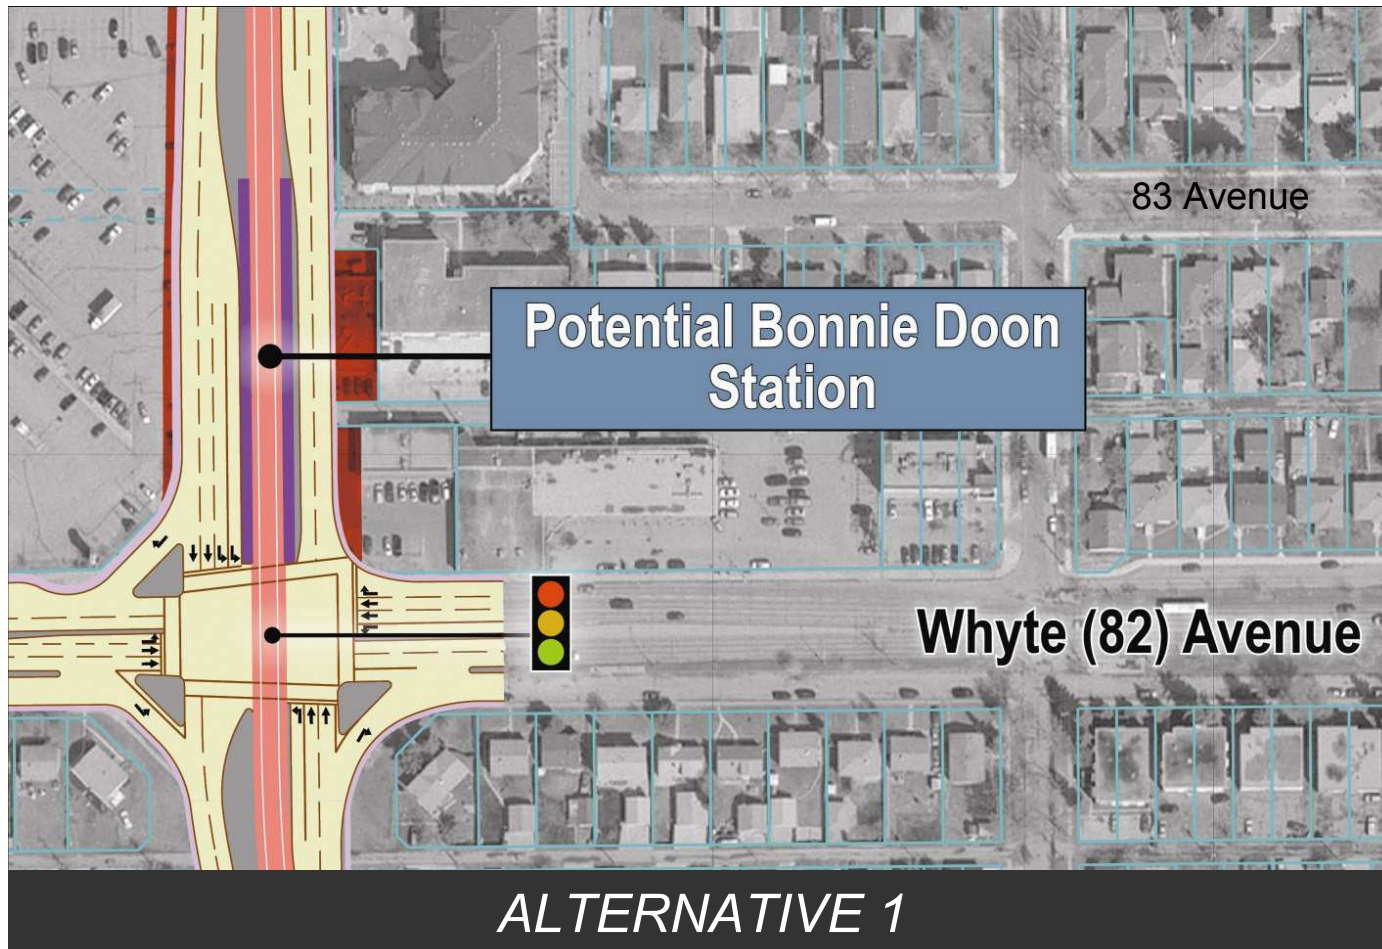 83 Avenue
Potential Bonnie Doon
Station
Whyte (82) Avenue
ALTERNATIVE 1